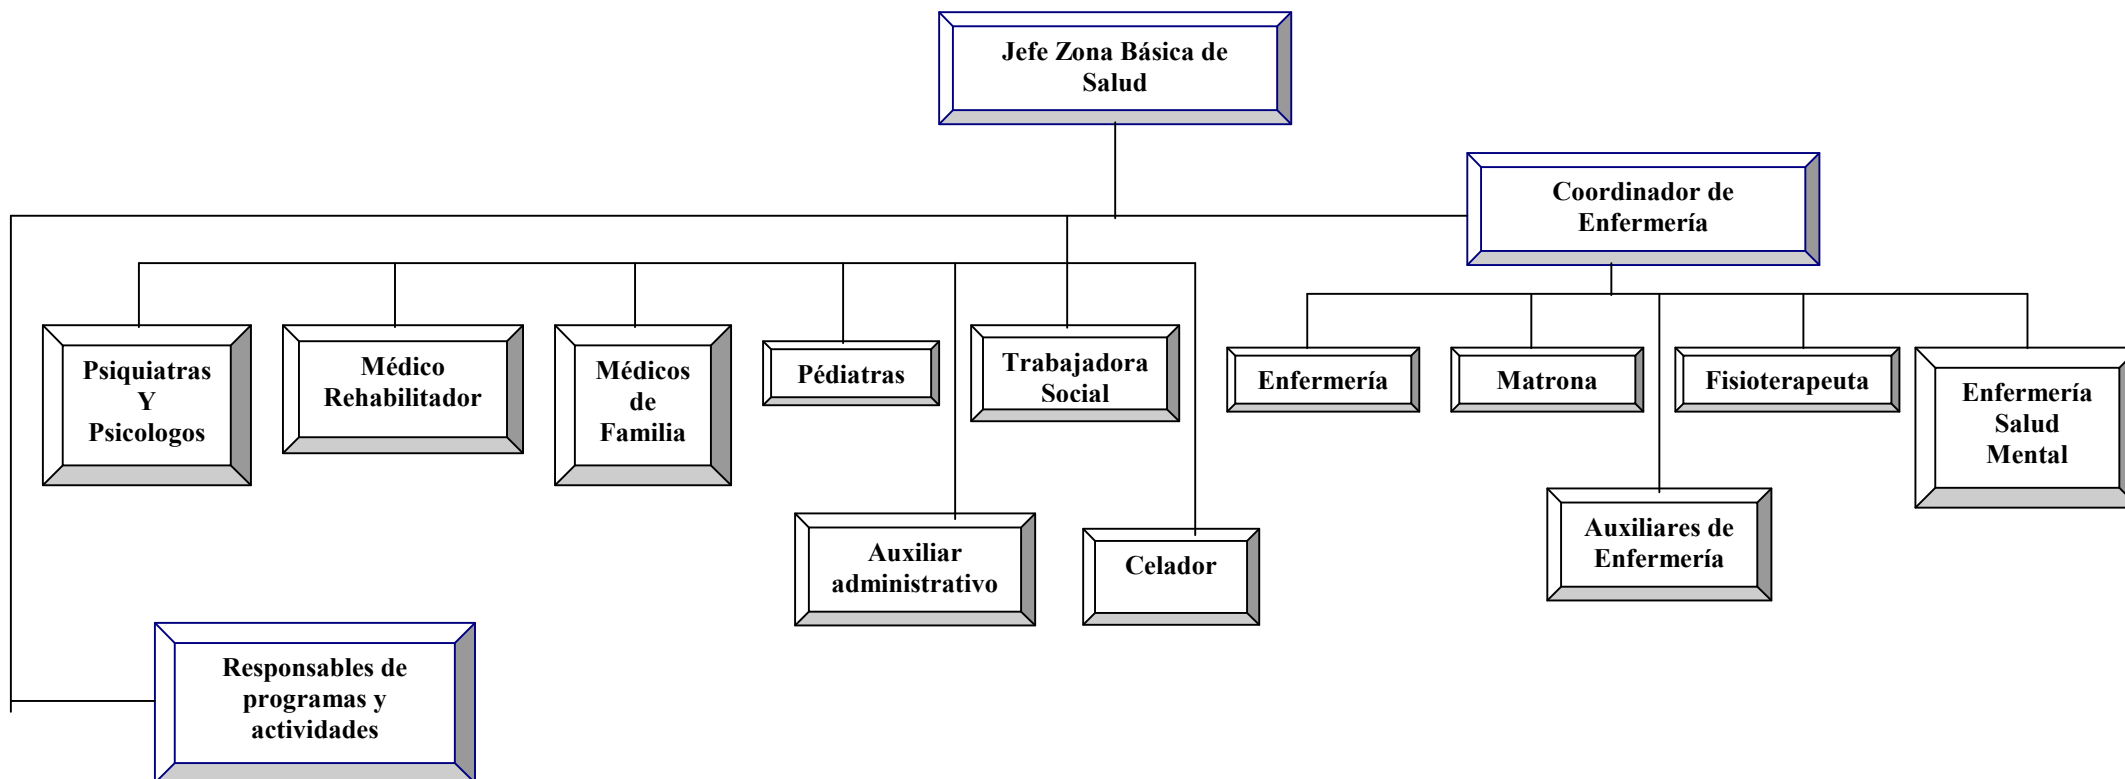 Jefe Zona Básica de
Salud
Coordinador de
Enfermería
Psiquiatras
Y
Psicologos
Médico
Rehabilitador
Médicos
de
Familia
Pédiatras
Trabajadora
Social
Enfermería
Matrona
Fisioterapeuta
Enfermería
Salud
Mental
Auxiliar
administrativo
Celador
Auxiliares de
Enfermería
Responsables de
programas y
actividades